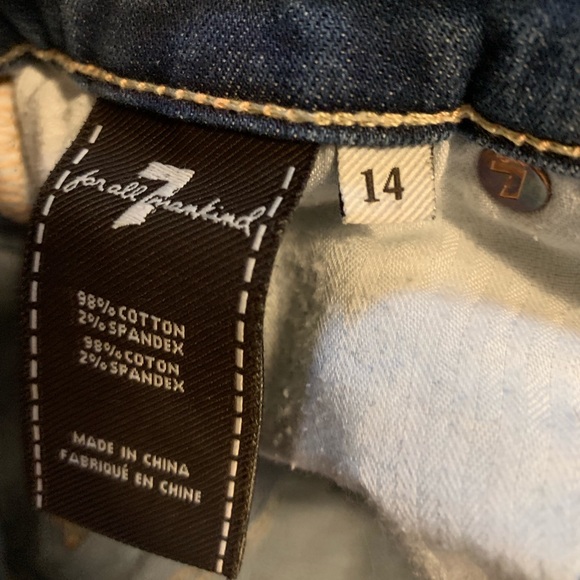 7
for all mankind
14
98% COTTON
2% SPANDEX
98% COTON
2% SPANDEX
MADE IN CHINA
FABRIQUÉ EN CHINE
7